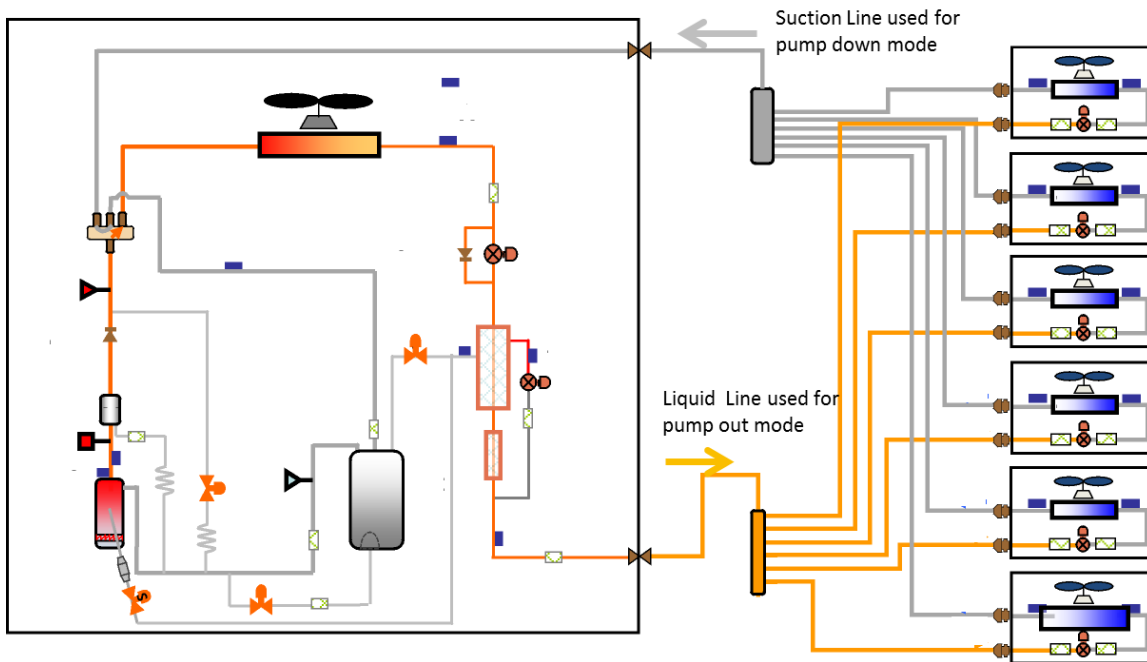 Suction Line used for
pump down mode
Liquid Line used for
pump out mode
S